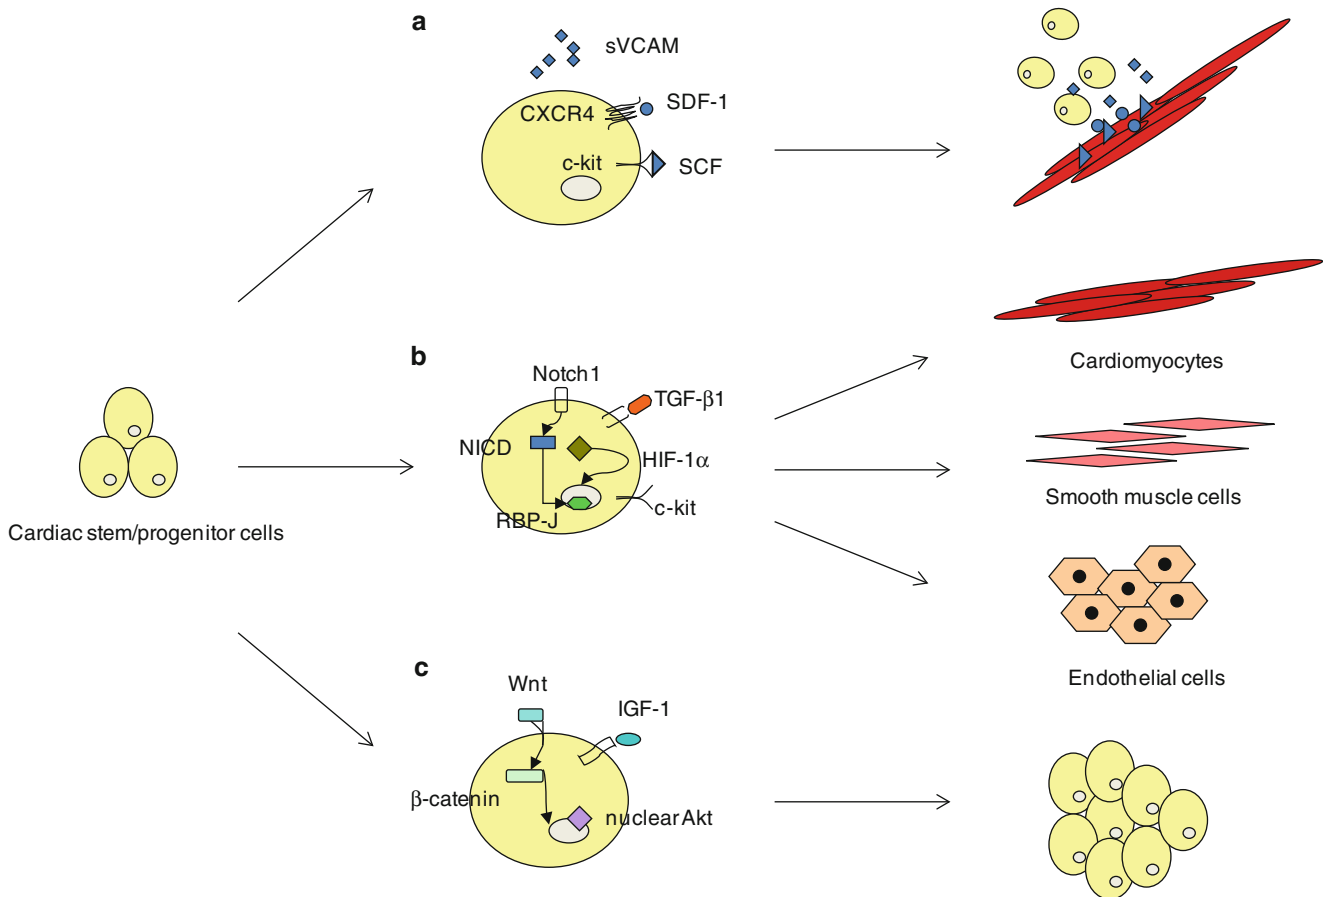 a
sVCAM
CXCR4
SDF-1
c-kit
SCF
Cardiomyocytes
b
Notch1
TGF-β1
NICD
HIF-1α
c-kit
RBP-J
Smooth muscle cells
Cardiac stem/progenitor cells
Endothelial cells
c
Wnt
IGF-1
β-catenin
nuclear Akt